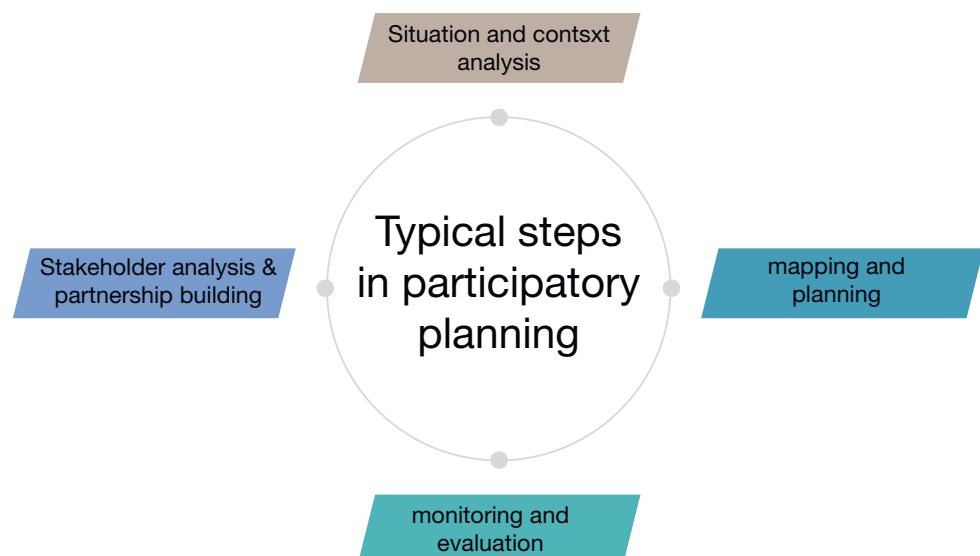 Situation and contsxt
analysis
Typical steps
in participatory
planning
Stakeholder analysis &
partnership building
mapping and
planning
monitoring and
evaluation